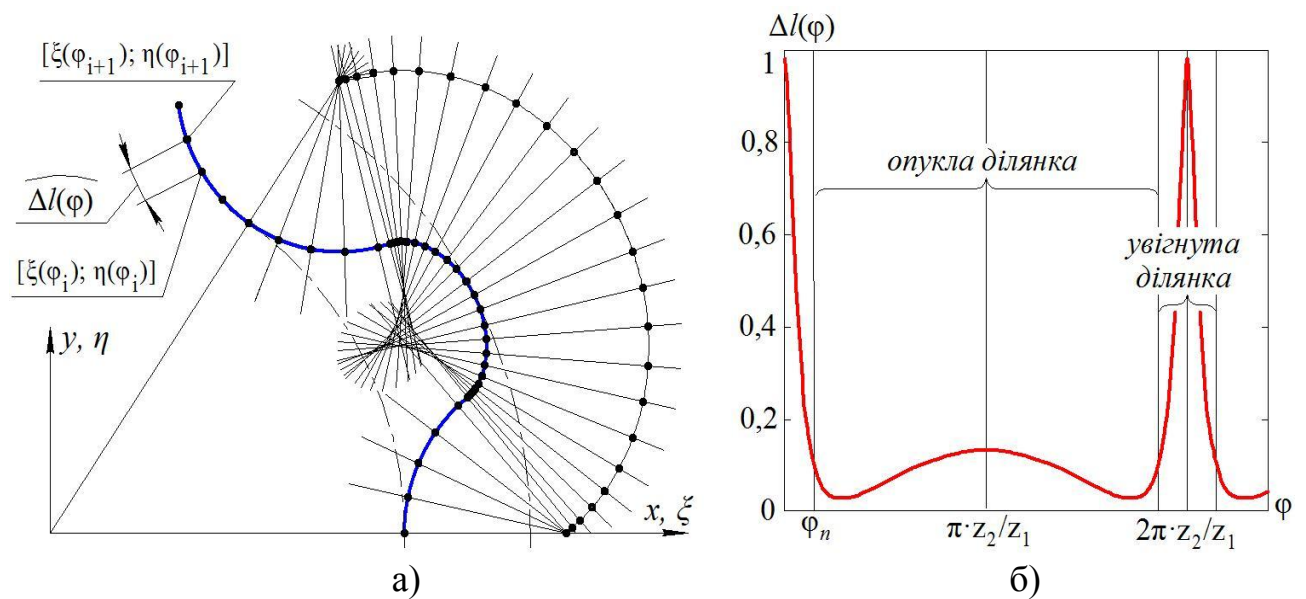 [ξ(φᵢ₊₁); η(φᵢ₊₁)]
Δl(φ)
[ξ(φᵢ); η(φᵢ)]
y, η
x, ξ
а)
Δl(φ)
1
0,8
0,6
0,4
0,2
0
опукла ділянка
увігнута
ділянка
φₙ
π·z₂/z₁
2π·z₂/z₁
φ
б)